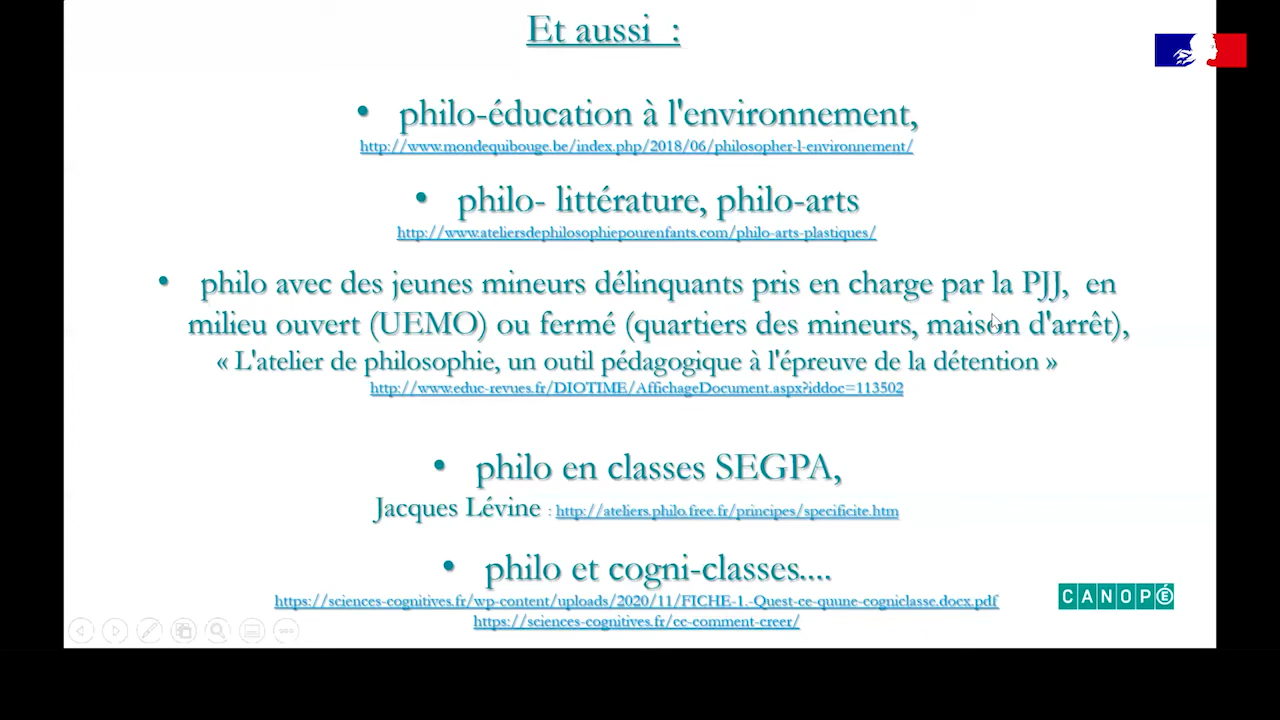 Et aussi :
• philo-éducation à l'environnement,
http://www.mondequibouge.be/index.php/2018/06/philosopher-l-environnement/
• philo- littérature, philo-arts
http://www.ateliersdephilosophiepourenfants.com/philo-arts-plastiques/
• philo avec des jeunes mineurs délinquants pris en charge par la PJJ, en
milieu ouvert (UEMO) ou fermé (quartiers des mineurs, maison d'arrêt),
« L'atelier de philosophie, un outil pédagogique à l'épreuve de la détention »
http://www.educ-revues.fr/DIOTIME/AffichageDocument.aspx?iddoc=113502
• philo en classes SEGPA,
Jacques Lévine : http://ateliers.philo.free.fr/principes/specificite.htm
• philo et cogni-classes....
https://sciences-cognitives.fr/wp-content/uploads/2020/11/FICHE-1.-Quest-ce-quune-cogniclasse.docx.pdf
https://sciences-cognitives.fr/cc-comment-creer/
CANOPÉ